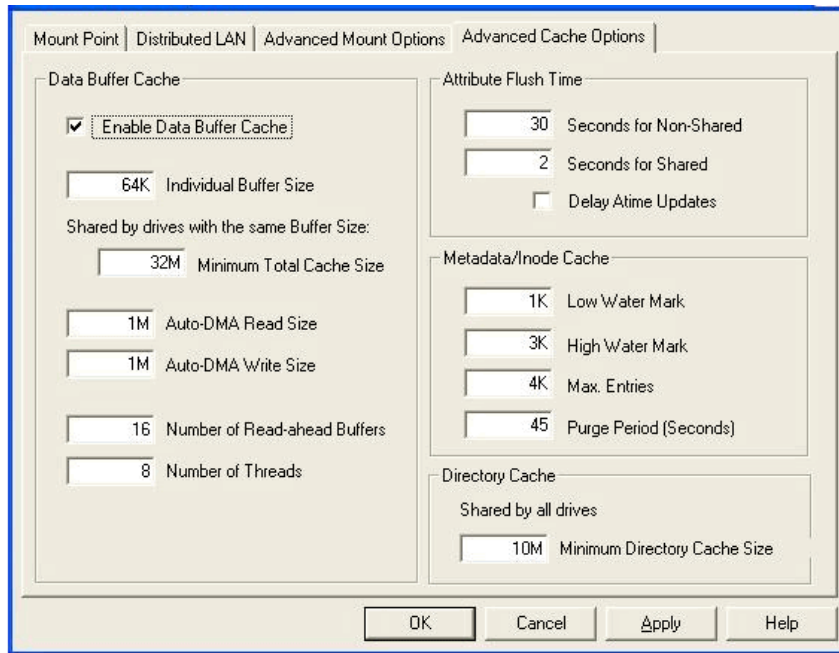 Mount Point
Distributed LAN
Advanced Mount Options
Advanced Cache Options
Data Buffer Cache
Enable Data Buffer Cache
64K Individual Buffer Size
Shared by drives with the same Buffer Size:
32M Minimum Total Cache Size
1M Auto-DMA Read Size
1M Auto-DMA Write Size
16 Number of Read-ahead Buffers
8 Number of Threads
Attribute Flush Time
30 Seconds for Non-Shared
2 Seconds for Shared
Delay Atime Updates
Metadata/Inode Cache
1K Low Water Mark
3K High Water Mark
4K Max. Entries
45 Purge Period (Seconds)
Directory Cache
Shared by all drives
10M Minimum Directory Cache Size
OK
Cancel
Apply
Help